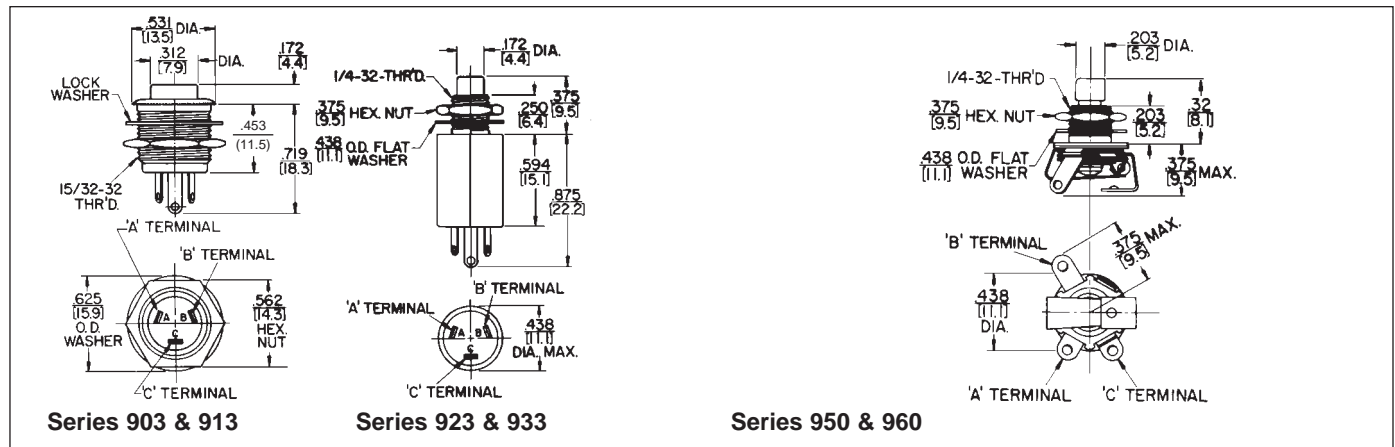 .531
[13.5] DIA.
.312
[7.9] DIA.
.172
[4.4]
LOCK
WASHER
.453
(11.5)
.719
[18.3]
15/32-32
THR'D.
'A' TERMINAL
'B' TERMINAL
.625
[15.9]
O.D.
WASHER
A B
C
.562
[14.3]
HEX.
NUT
'C' TERMINAL
Series 903 & 913
.172
[4.4] DIA.
1/4-32-THR'D.
.375
[9.5] HEX. NUT
.438
[11.1] O.D. FLAT
WASHER
.250
[6.4]
.375
[9.5]
.594
[15.1]
.875
[22.2]
'B' TERMINAL
'A' TERMINAL
A B
C
.438
[11.1]
DIA. MAX.
'C' TERMINAL
Series 923 & 933
.203
[5.2] DIA.
1/4-32-THR'D
.375
[9.5] HEX. NUT
.438
[11.1] O.D. FLAT
WASHER
.203
[5.2]
.32
[8.1]
.375
[9.5] MAX.
'B' TERMINAL
.375
[9.5] MAX.
.438
[11.1]
DIA.
'A' TERMINAL
'C' TERMINAL
Series 950 & 960